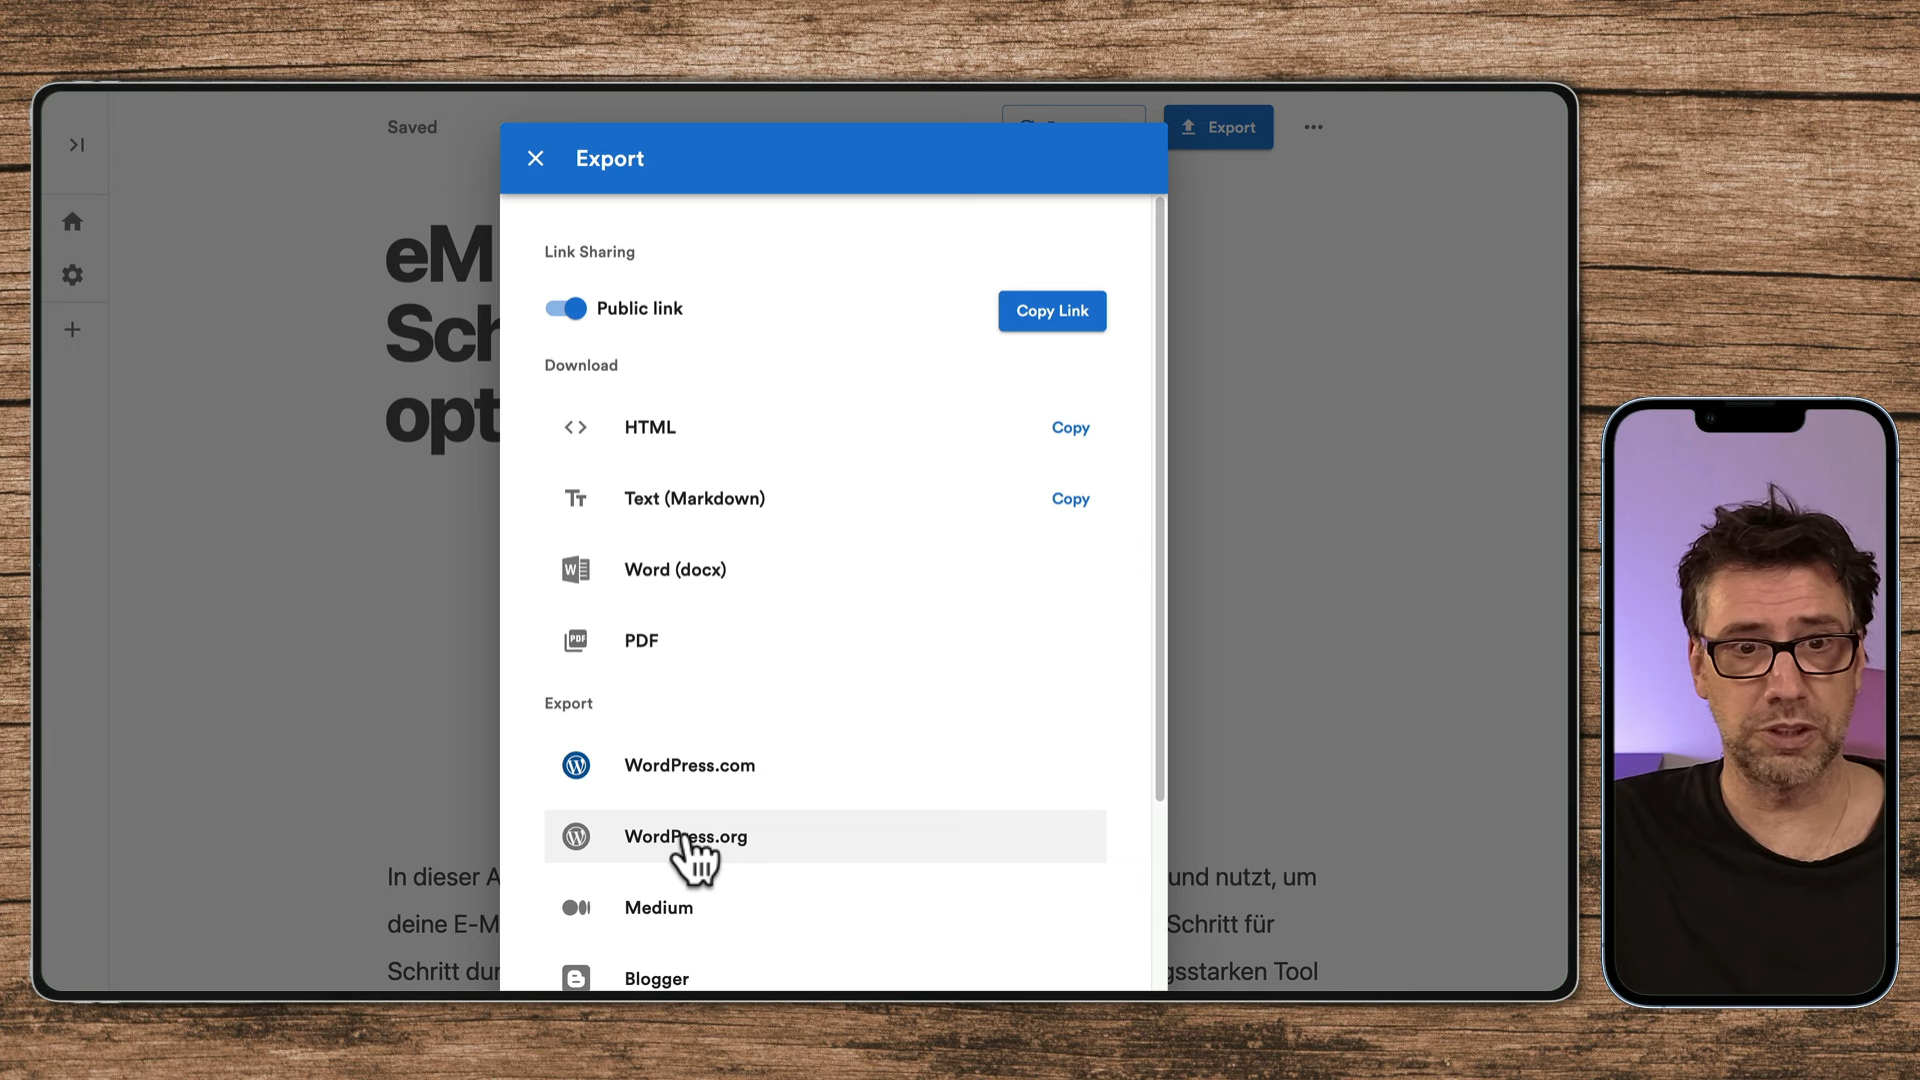 Saved
Export
Export
eM
Sch
opt
Link Sharing
Public link
Copy Link
Download
HTML
Copy
Text (Markdown)
Copy
W
Word (docx)
PDF
PDF
Export
WordPress.com
WordPress.org
Medium
Blogger
In dieser A
und nutzt, um
deine E-M
Schritt für
Schritt dur
gsstarken Tool